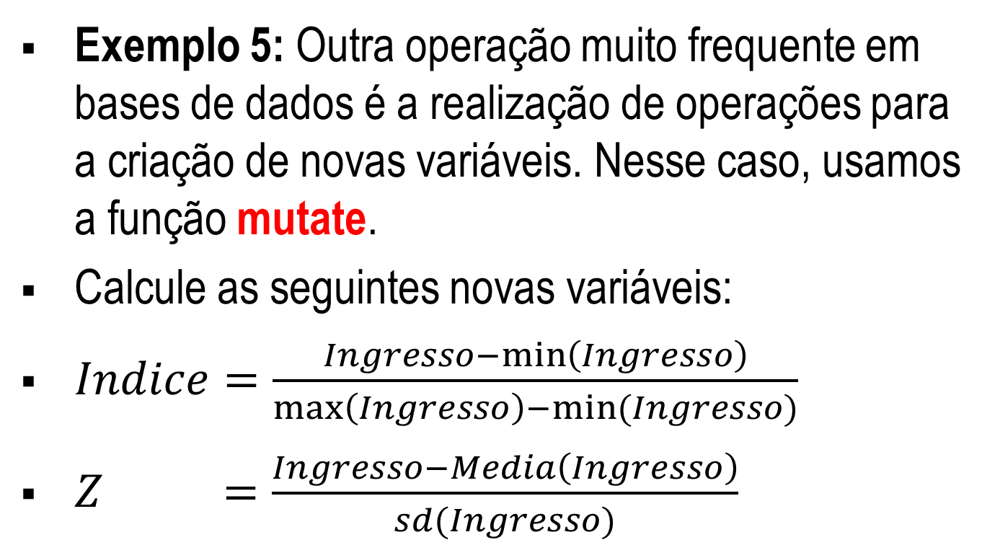 ▪ Exemplo 5: Outra operação muito frequente em
bases de dados é a realização de operações para
a criação de novas variáveis. Nesse caso, usamos
a função mutate.
▪ Calcule as seguintes novas variáveis:
▪ Indice = \frac{Ingresso−min(Ingresso)}{max(Ingresso)−min(Ingresso)}
▪ Z = \frac{Ingresso−Media(Ingresso)}{sd(Ingresso)}